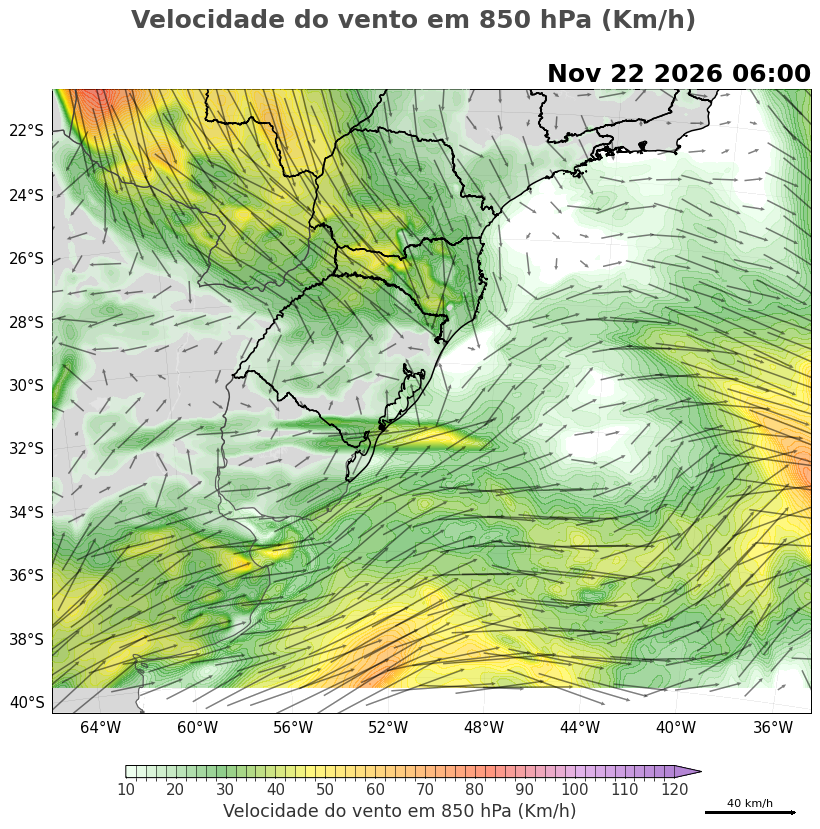 Velocidade do vento em 850 hPa (Km/h)
Nov 22 2026 06:00
22°S
24°S
26°S
28°S
30°S
32°S
34°S
36°S
38°S
40°S
64°W 60°W 56°W 52°W 48°W 44°W 40°W 36°W
10 20 30 40 50 60 70 80 90 100 110 120
Velocidade do vento em 850 hPa (Km/h)
40 km/h